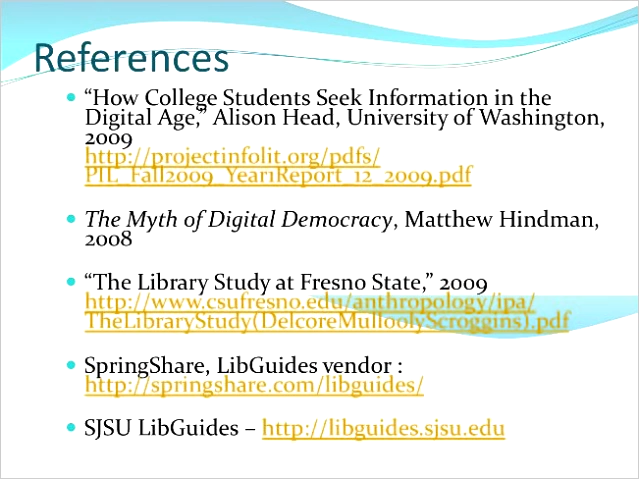 References
“How College Students Seek Information in the
Digital Age,” Alison Head, University of Washington,
2009
http://projectinfolit.org/pdfs/
PIL_Fall2009_Year1Report_12_2009.pdf
The Myth of Digital Democracy, Matthew Hindman,
2008
“The Library Study at Fresno State,” 2009
http://www.csufresno.edu/anthropology/ipa/
TheLibraryStudy(DelcoreMulloolyScroggins).pdf
SpringShare, LibGuides vendor :
http://springshare.com/libguides/
SJSU LibGuides – http://libguides.sjsu.edu